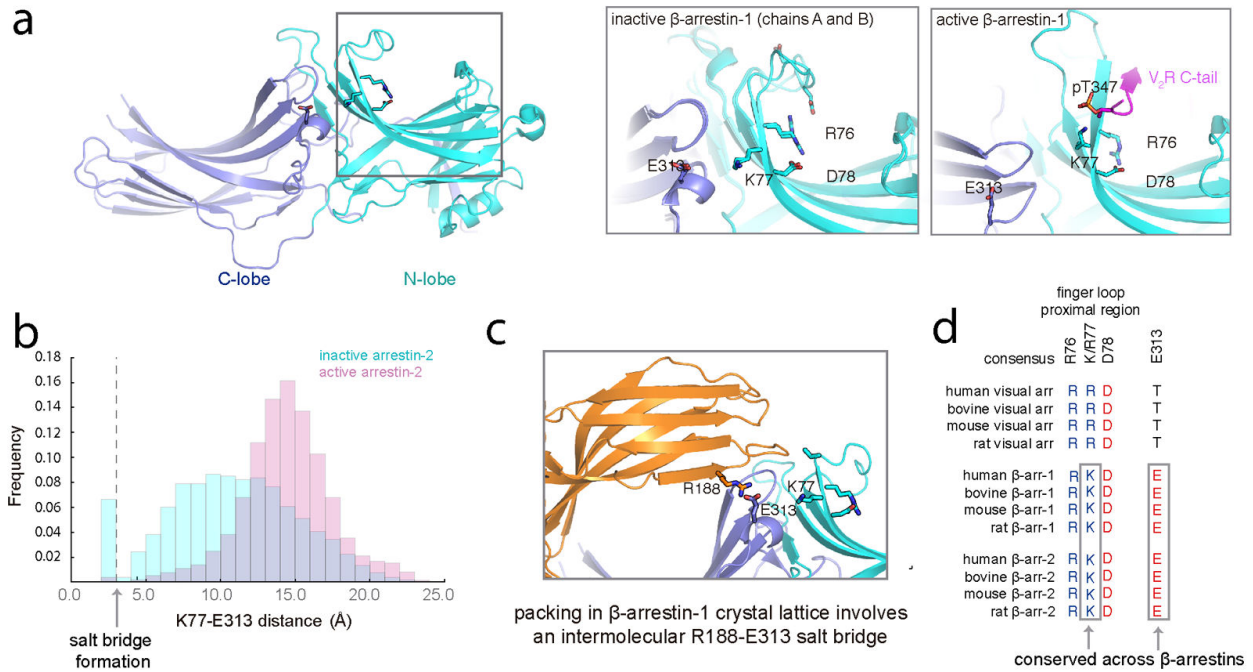 a
C-lobe
N-lobe
inactive β-arrestin-1 (chains A and B)
E313
K77
R76
D78
active β-arrestin-1
V2R C-tail
pT347
R76
K77
D78
E313
b
Frequency
0.18
0.16
0.14
0.12
0.10
0.08
0.06
0.04
0.02
inactive arrestin-2
active arrestin-2
0.0 5.0 10.0 15.0 20.0 25.0
K77-E313 distance (Å)
salt bridge
formation
c
R188
K77
E313
packing in β-arrestin-1 crystal lattice involves
an intermolecular R188-E313 salt bridge
d
finger loop
proximal region
consensus R76 K/R77 D78 E313
human visual arr R R D T
bovine visual arr R R D T
mouse visual arr R R D T
rat visual arr R R D T
human β-arr-1 R K D E
bovine β-arr-1 R K D E
mouse β-arr-1 R K D E
rat β-arr-1 R K D E
human β-arr-2 R K D E
bovine β-arr-2 R K D E
mouse β-arr-2 R K D E
rat β-arr-2 R K D E
conserved across β-arrestins